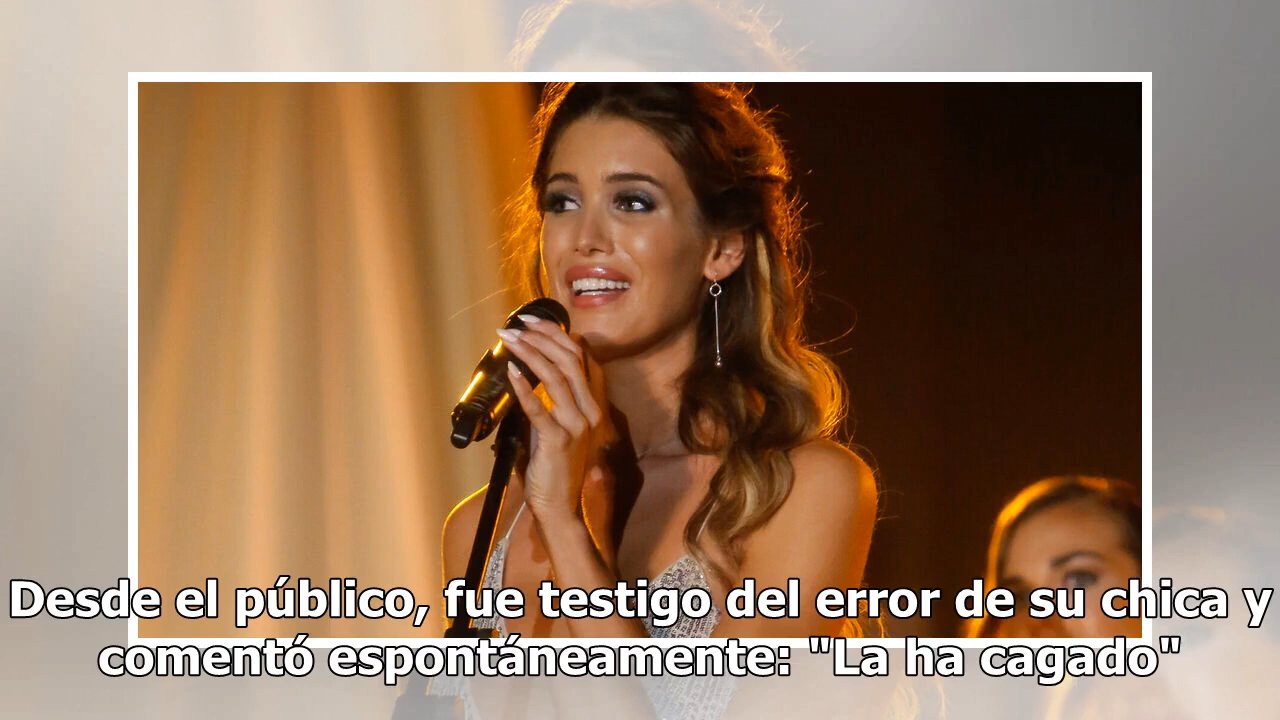 Desde el público, fue testigo del error de su chica y
comentó espontáneamente: "La ha cagado"